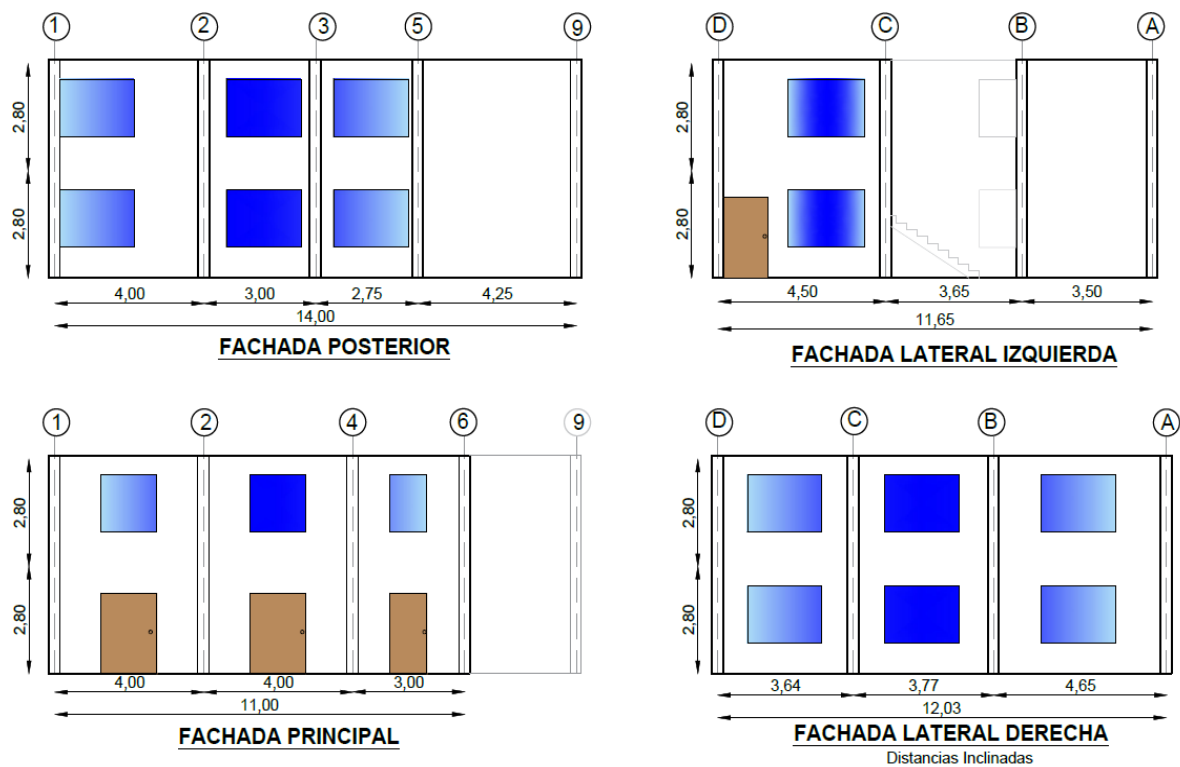 1 2 3 5 9
2,80
2,80
4,00 3,00 2,75 4,25
14,00
FACHADA POSTERIOR
D C B A
2,80
2,80
4,50 3,65 3,50
11,65
FACHADA LATERAL IZQUIERDA
1 2 4 6 9
2,80
2,80
4,00 4,00 3,00
11,00
FACHADA PRINCIPAL
D C B A
2,80
2,80
3,64 3,77 4,65
12,03
FACHADA LATERAL DERECHA
Distancias Inclinadas